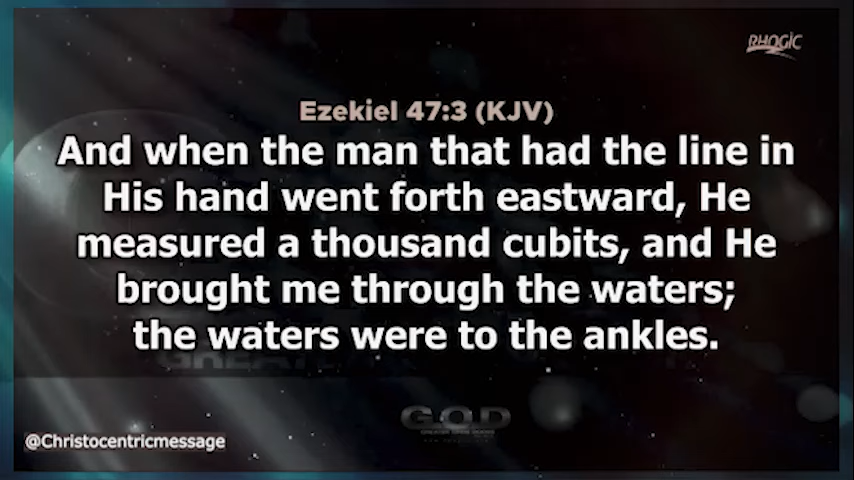 RHOGIC
Ezekiel 47:3 (KJV)
And when the man that had the line in
His hand went forth eastward, He
measured a thousand cubits, and He
brought me through the waters;
the waters were to the ankles.
GREAT
G.O.D
@Christocentricmessage